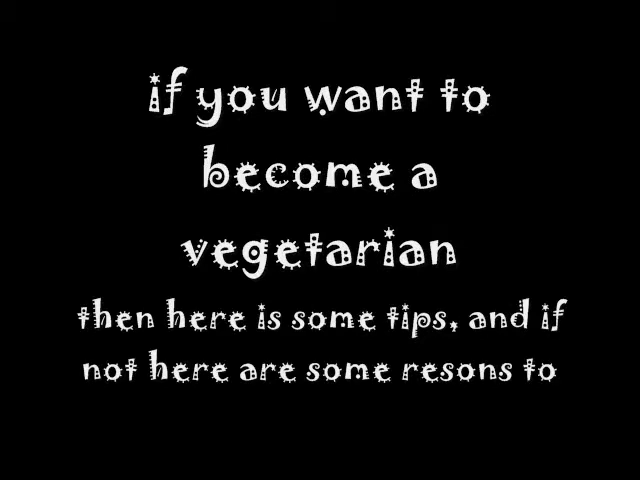 if you want to
become a
vegetarian
then here is some tips, and if
not here are some resons to